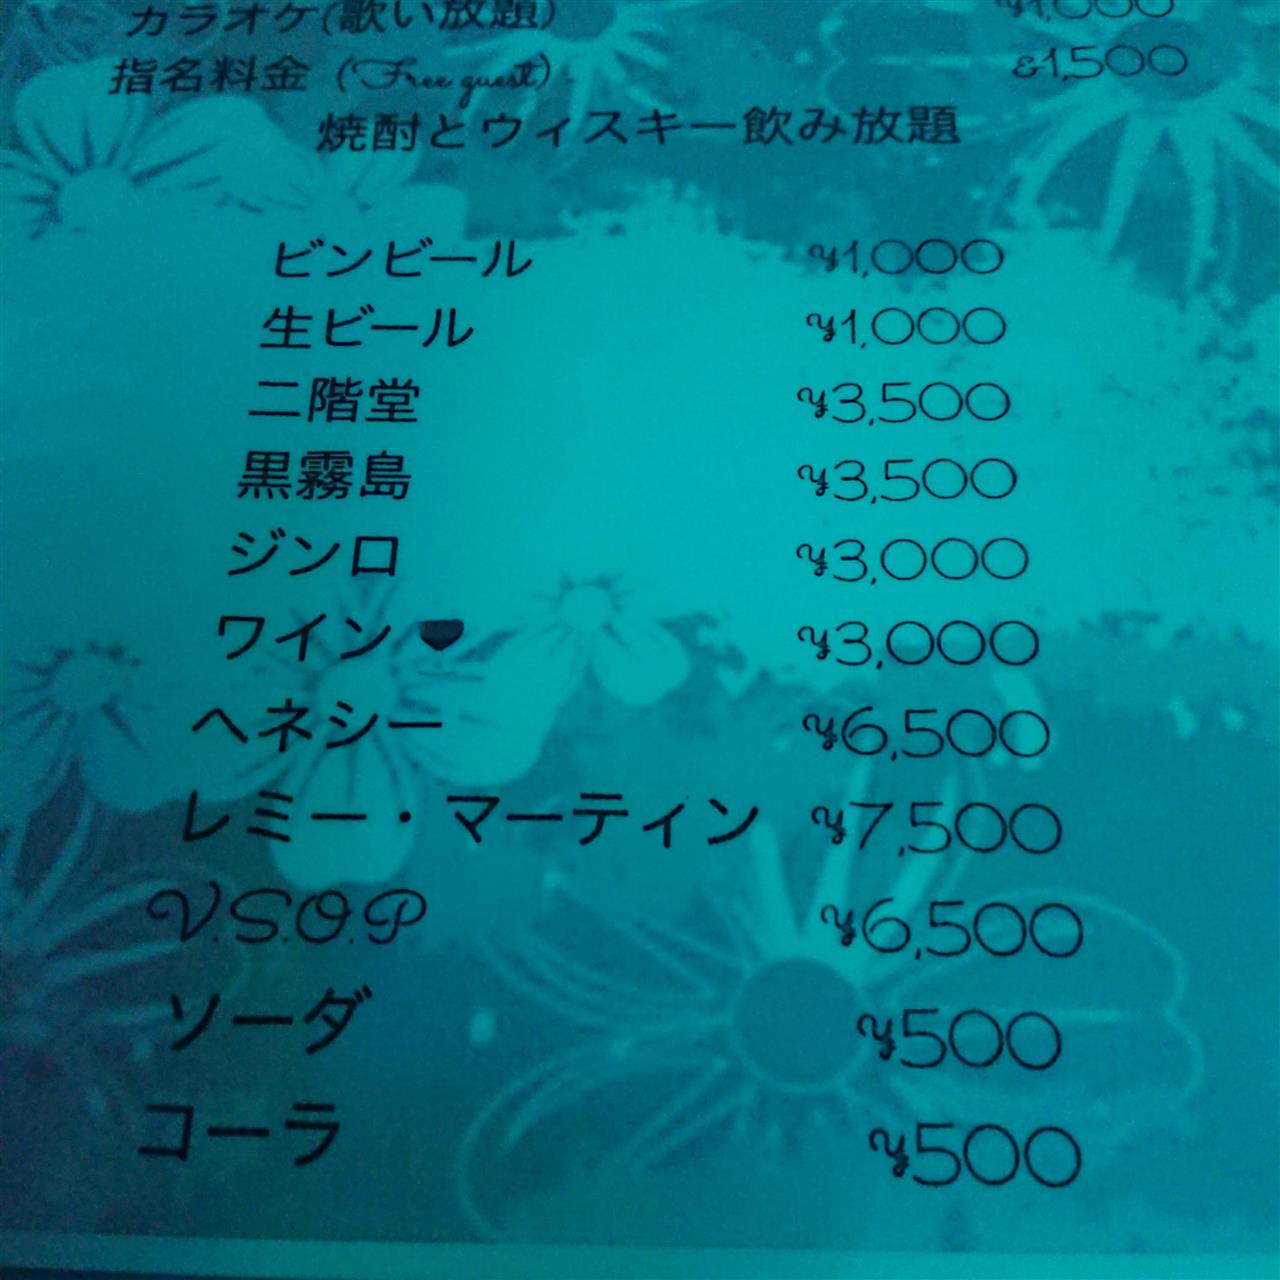 カラオケ(歌い放題) ¥1,000
指名料金 (Free guest) &1,500
焼酎とウィスキー飲み放題
ビンビール ¥1,000
生ビール ¥1,000
二階堂 ¥3,500
黒霧島 ¥3,500
ジンロ ¥3,000
ワイン ♥ ¥3,000
ヘネシー ¥6,500
レミー・マーティン ¥7,500
V.S.O.P ¥6,500
ソーダ ¥500
コーラ ¥500